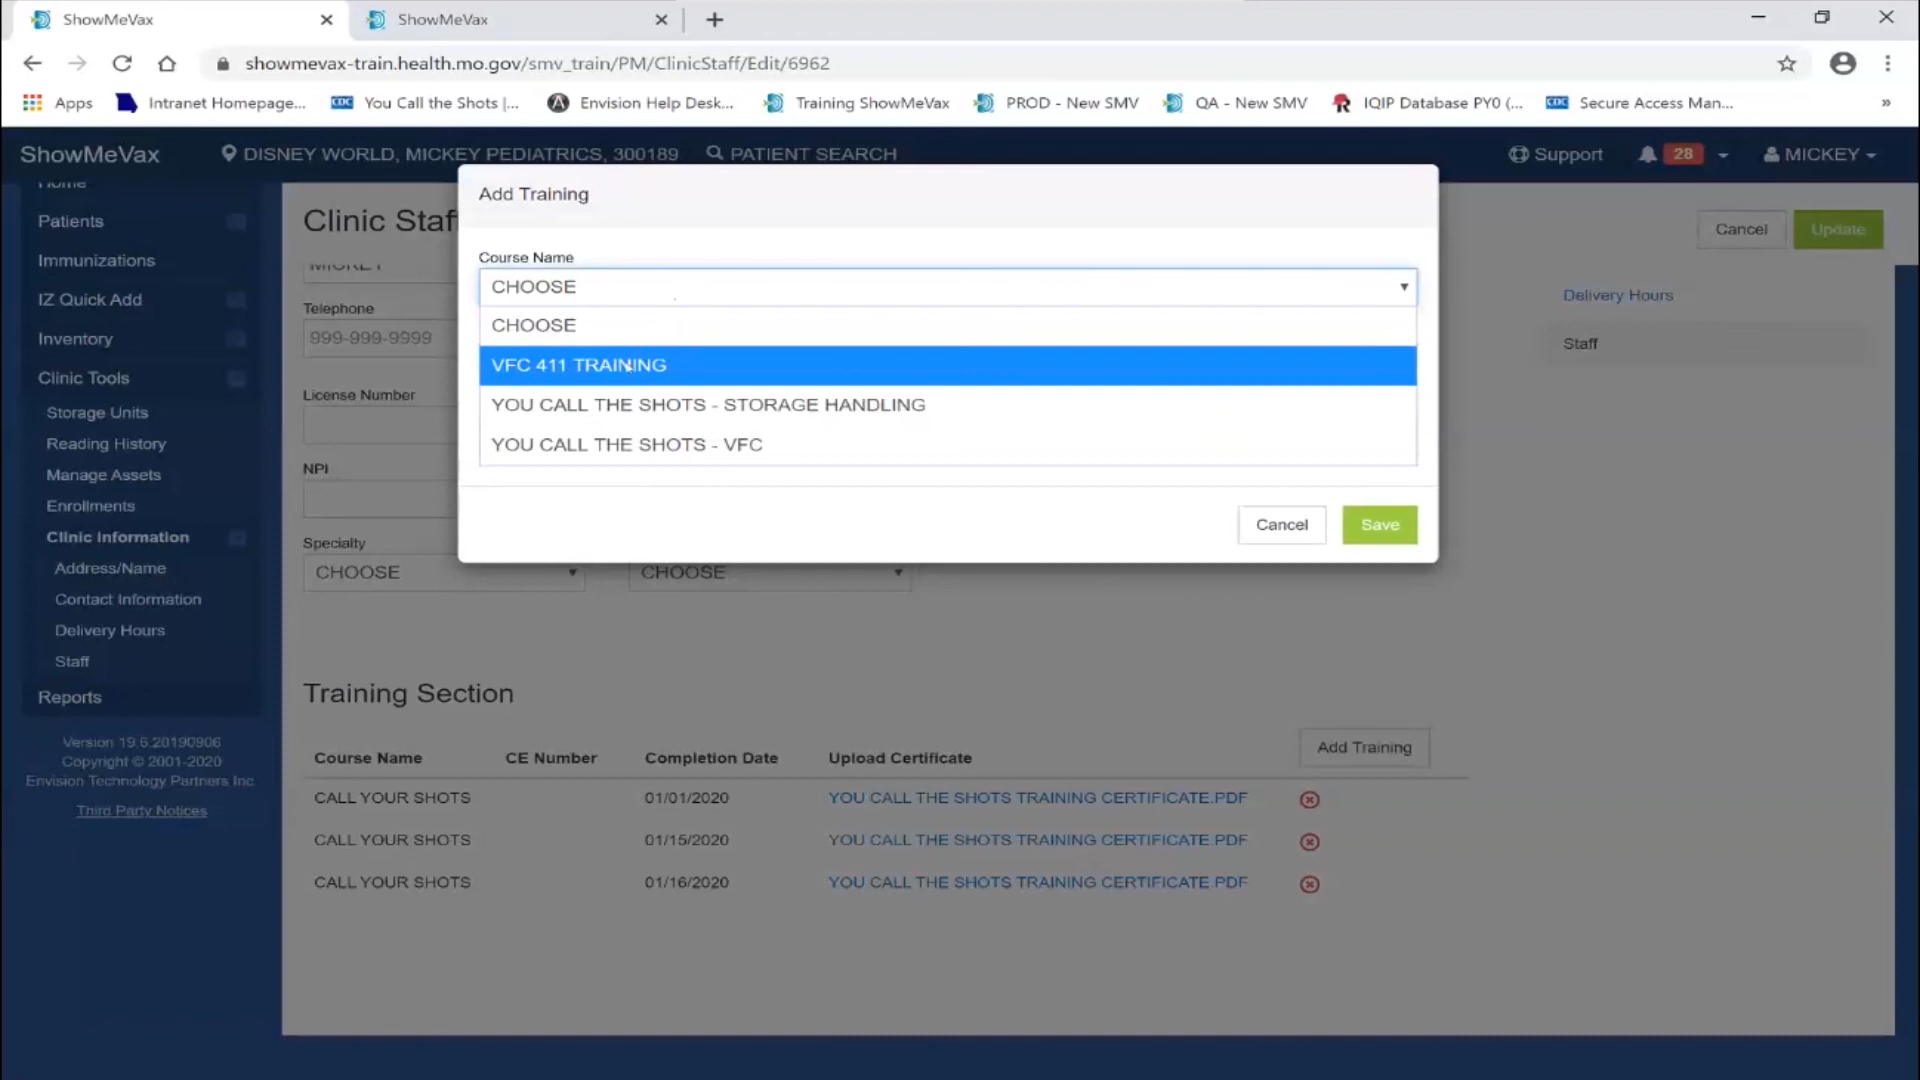 ShowMeVax
ShowMeVax
showmevax-train.health.mo.gov/smv_train/PM/ClinicStaff/Edit/6962
Apps
Intranet Homepage...
CDC
You Call the Shots |...
Envision Help Desk...
Training ShowMeVax
PROD - New SMV
QA - New SMV
IQIP Database PY0 (...
CDC
Secure Access Man...
»
ShowMeVax
DISNEY WORLD, MICKEY PEDIATRICS, 300189
PATIENT SEARCH
Support
28
MICKEY
Home
Patients
Immunizations
IZ Quick Add
Inventory
Clinic Tools
Storage Units
Reading History
Manage Assets
Enrollments
Clinic Information
Address/Name
Contact Information
Delivery Hours
Staff
Reports
Version 19.6.20190906
Copyright © 2001-2020
Envision Technology Partners Inc
Third Party Notices
Clinic Staf
Cancel
Update
MICKEY
Telephone
999-999-9999
License Number
NPI
Specialty
CHOOSE
CHOOSE
Delivery Hours
Staff
Add Training
Course Name
CHOOSE
CHOOSE
VFC 411 TRAINING
YOU CALL THE SHOTS - STORAGE HANDLING
YOU CALL THE SHOTS - VFC
Cancel
Save
Training Section
Add Training
Course Name CE Number Completion Date Upload Certificate
CALL YOUR SHOTS 01/01/2020 YOU CALL THE SHOTS TRAINING CERTIFICATE.PDF
CALL YOUR SHOTS 01/15/2020 YOU CALL THE SHOTS TRAINING CERTIFICATE.PDF
CALL YOUR SHOTS 01/16/2020 YOU CALL THE SHOTS TRAINING CERTIFICATE.PDF